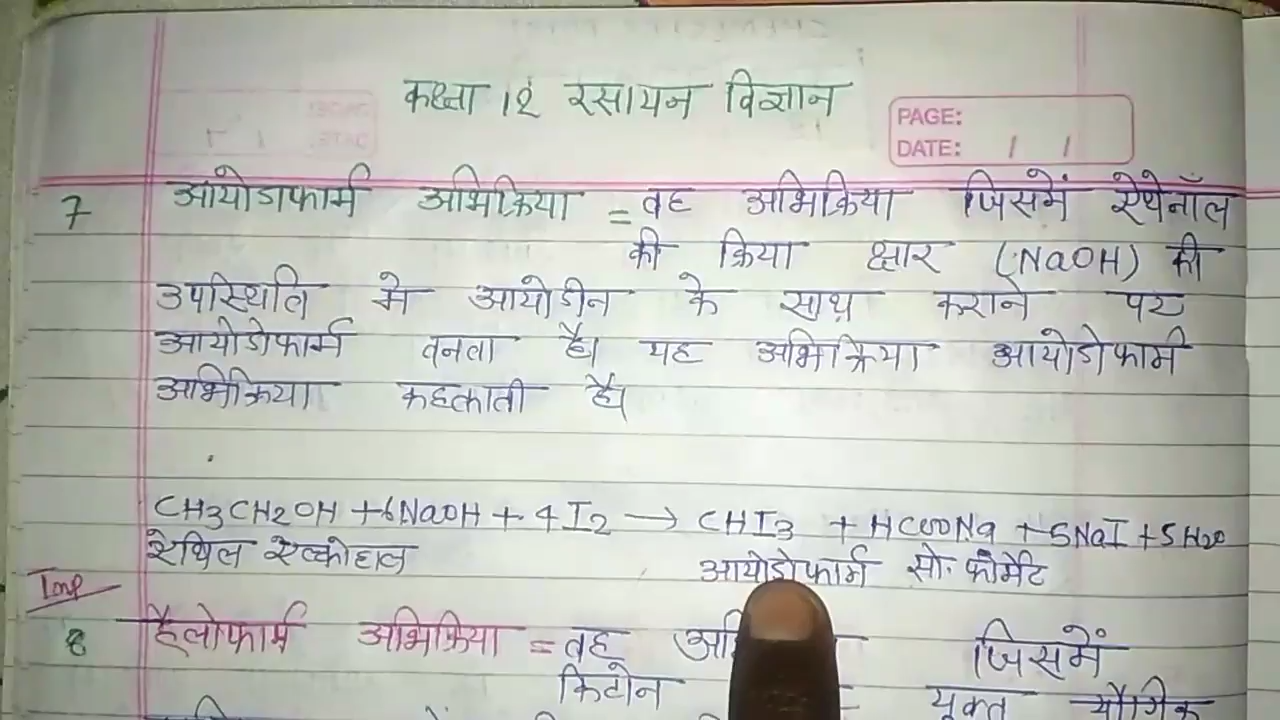 कक्षा 12 रसायन विज्ञान
PAGE:
DATE: / /
7 आयोडोफार्म अभिक्रिया = वह अभिक्रिया जिसमें ऐथेनॉल
की क्रिया क्षार (NaOH) की
उपस्थिति मे आयोडीन के साथ कराने पर
आयोडोफार्म बनता है। यह अभिक्रिया आयोडोफार्म
अभिक्रिया कहलाती है।
CH3CH2OH + 6NaOH + 4I2 → CHI3 + HCOONa + 5NaI + 5H2O
ऐथिल एल्कोहाल आयोडोफार्म सो. फार्मेट
Imp
8 हैलोफार्म अभिक्रिया = वह जिसमें
किटोन युक्त यौगिक